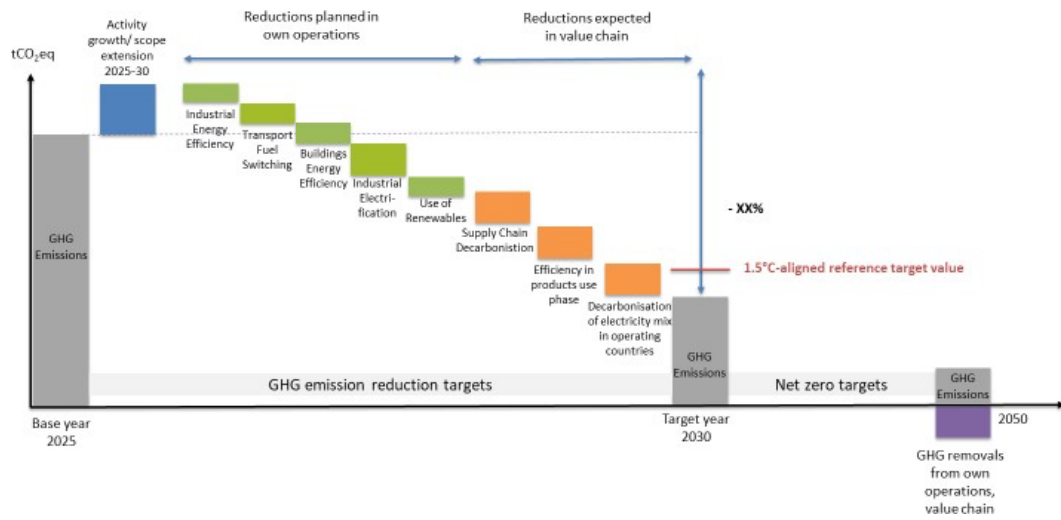 Activity
growth/ scope
extension
2025-30
Reductions planned in
own operations
Reductions expected
in value chain
tCO₂eq
Industrial
Energy
Efficiency
Transport
Fuel
Switching
Buildings
Energy
Efficiency
Industrial
Electri-
fication
Use of
Renewables
Supply Chain
Decarbonistion
Efficiency in
products use
phase
Decarbonisation
of electricity mix
in operating
countries
- XX%
1.5°C-aligned reference target value
GHG
Emissions
GHG
Emissions
GHG
Emissions
GHG emission reduction targets
Net zero targets
Base year
2025
Target year
2030
2050
GHG removals
from own
operations,
value chain